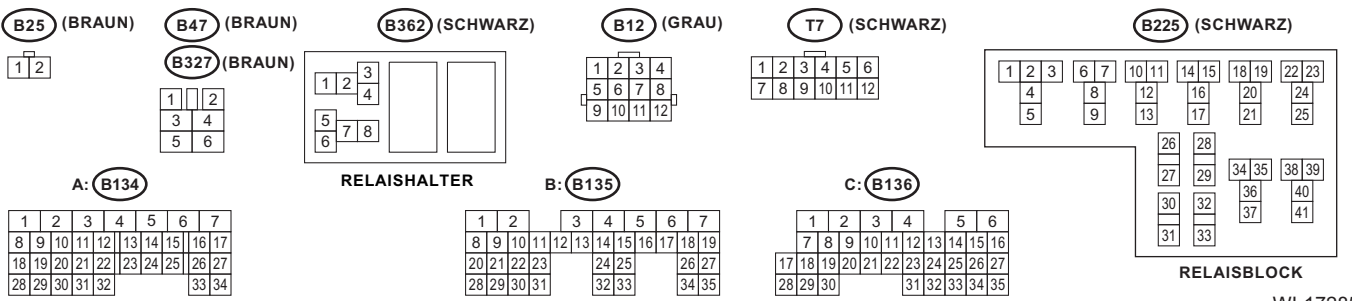 B25 (BRAUN) B47 (BRAUN) B362 (SCHWARZ) B12 (GRAU) T7 (SCHWARZ) B225 (SCHWARZ)
B327 (BRAUN)
1 2
1 2
3 4
5 6
1 2 3
4
5 7 8
6
RELAISHALTER
1 2 3 4
5 6 7 8
9 10 11 12
1 2 3 4 5 6
7 8 9 10 11 12
1 2 3 6 7 10 11 14 15 18 19 22 23
4 8 12 16 20 24
5 9 13 17 21 25
26 28
27 29 34 35 38 39
36 40
30 32 37 41
31 33
RELAISBLOCK
A: B134
1 2 3 4 5 6 7
8 9 10 11 12 13 14 15 16 17
18 19 20 21 22 23 24 25 26 27
28 29 30 31 32 33 34
B: B135
1 2 3 4 5 6 7
8 9 10 11 12 13 14 15 16 17 18 19
20 21 22 23 24 25 26 27
28 29 30 31 32 33 34 35
C: B136
1 2 3 4 5 6
7 8 9 10 11 12 13 14 15 16
17 18 19 20 21 22 23 24 25 26 27
28 29 30 31 32 33 34 35